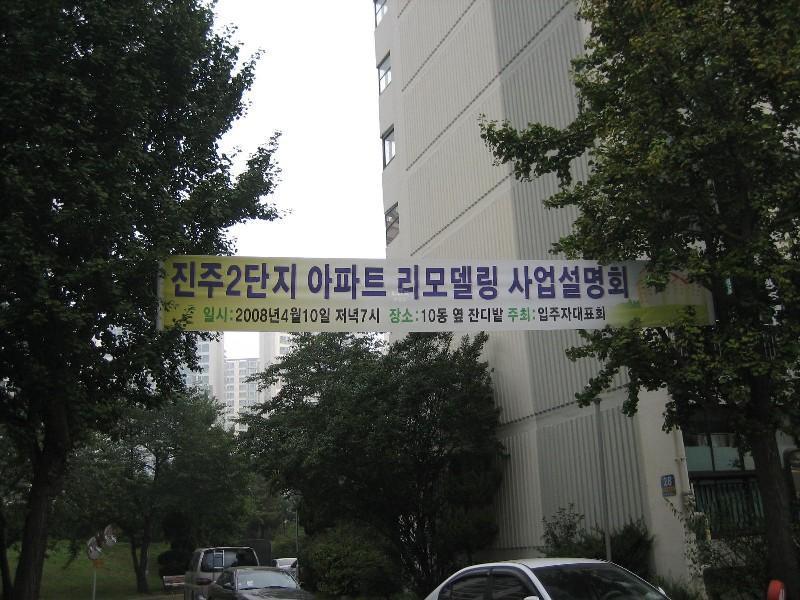 진주2단지 아파트 리모델링 사업설명회
일시:2008년4월10일 저녁7시 장소:10동 옆 잔디밭 주최:입주자대표회
28